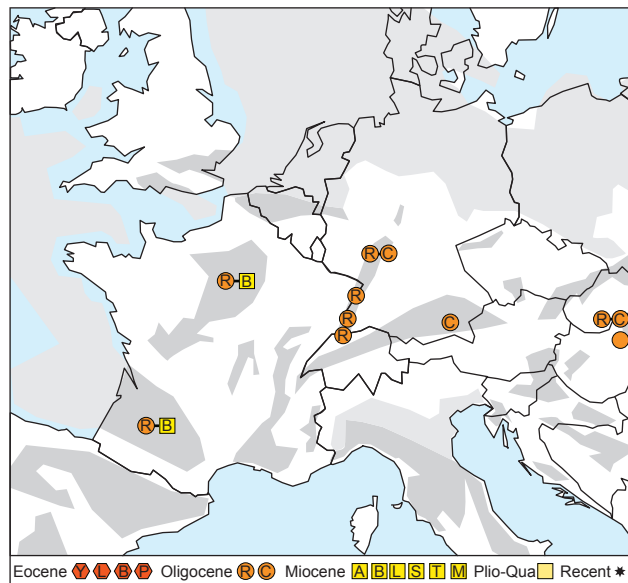 R C
R B
R
R C
R
C
R
R B
Eocene Y L B P Oligocene R C Miocene A B L S T M Plio-Qua Recent